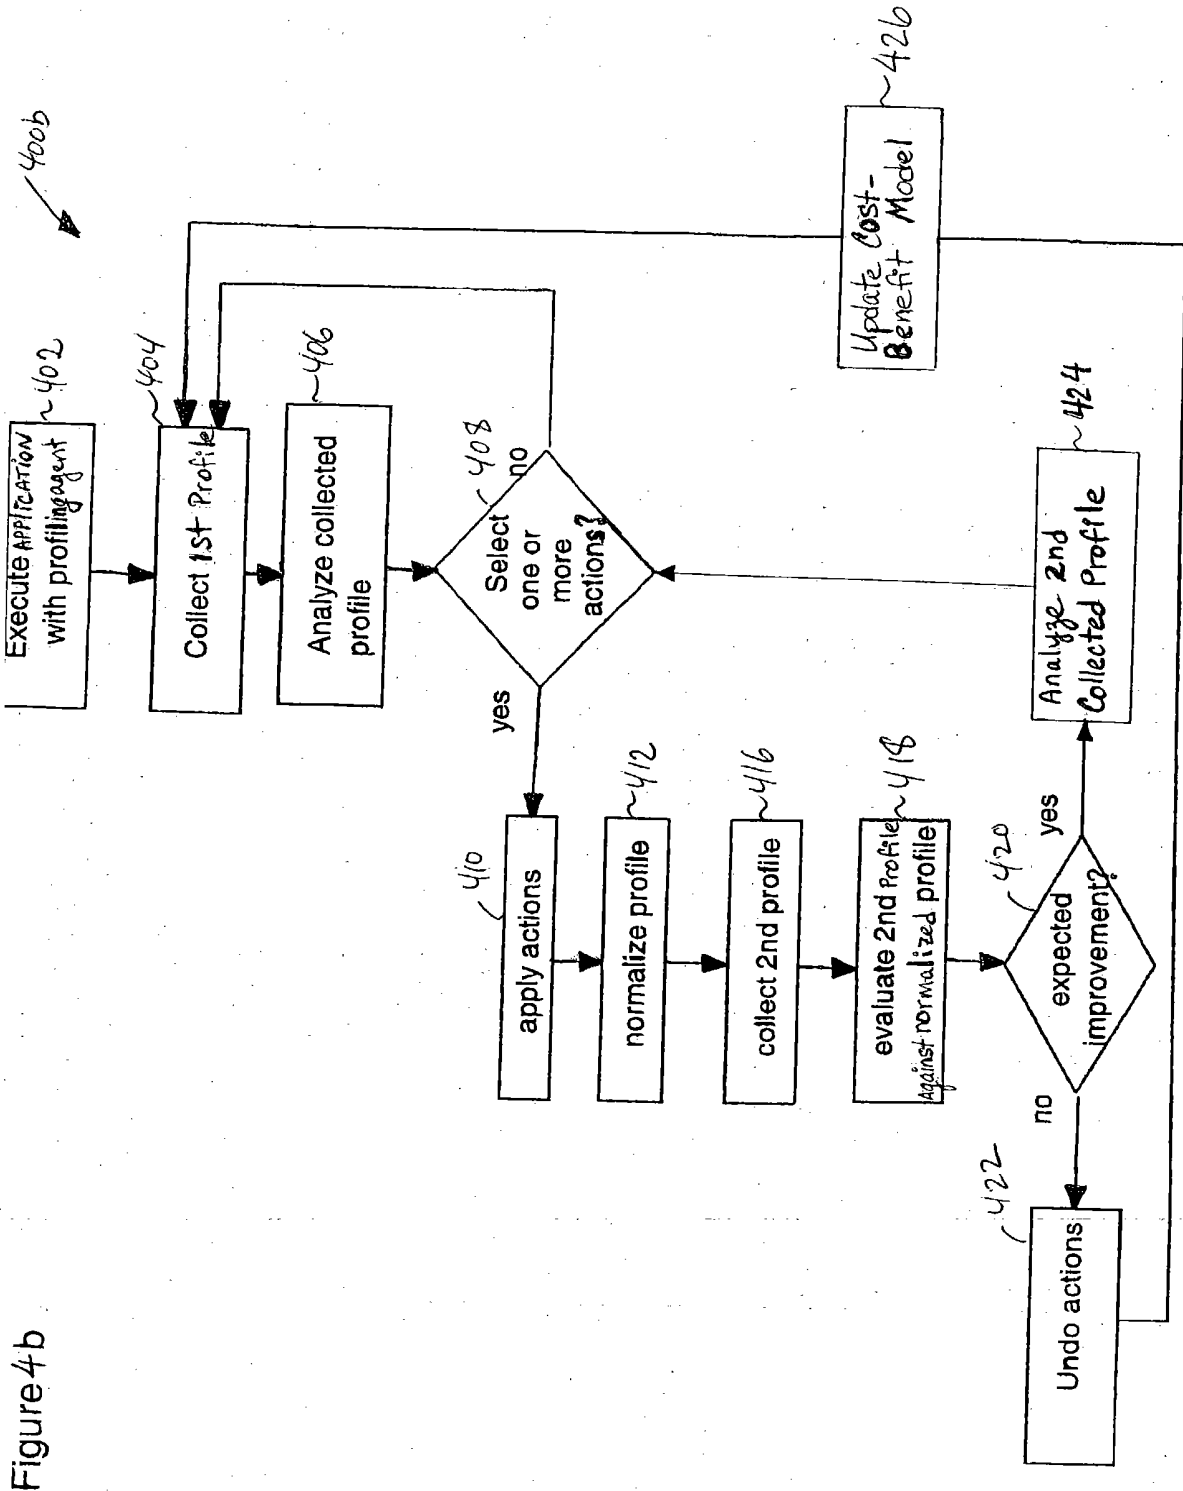 Figure 4b
400b
Execute APPLICATION
with profiling agent
402
Collect 1st Profile
404
Analyze collected
profile
406
Select
one or
more
actions?
408
no
yes
apply actions
410
normalize profile
412
collect 2nd profile
416
evaluate 2nd Profile
Against normalized profile
418
expected
improvement?
420
no
yes
Undo actions
422
Analyze 2nd
Collected Profile
424
Update Cost-
Benefit Model
426